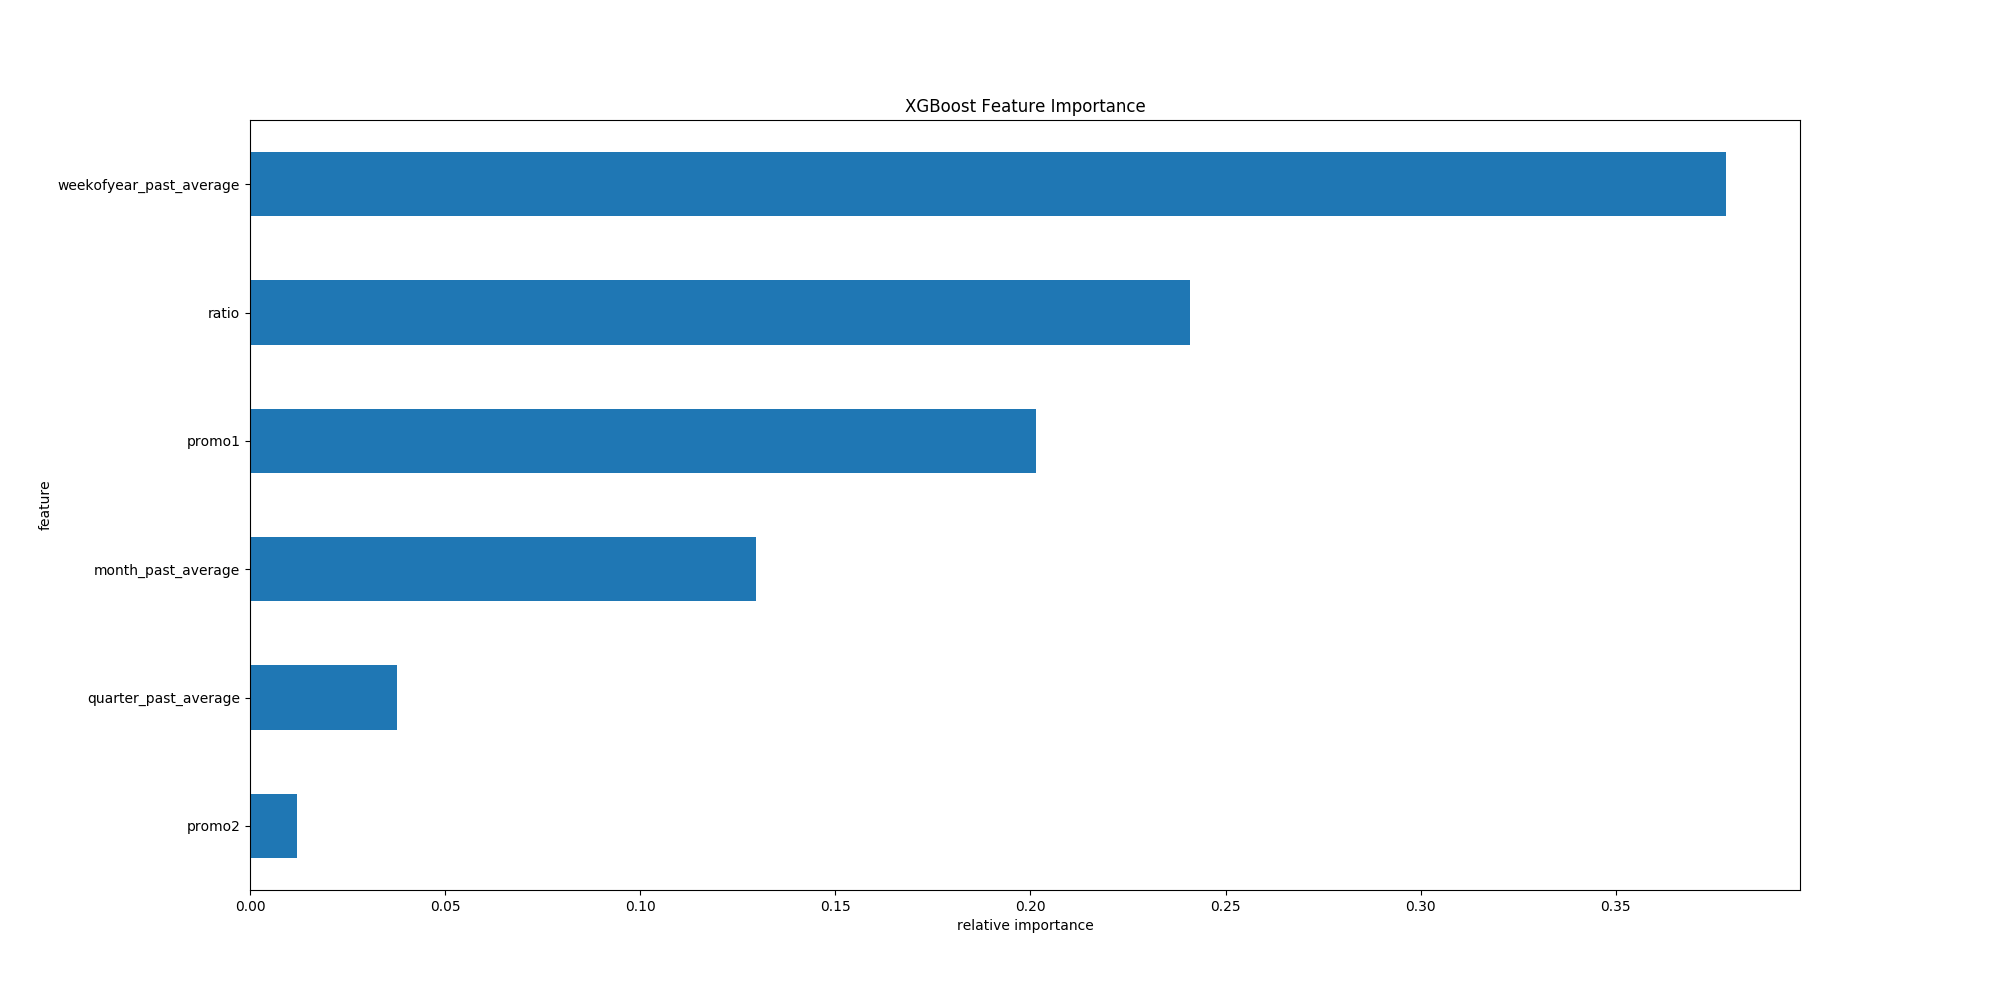 XGBoost Feature Importance
weekofyear_past_average
ratio
promo1
month_past_average
quarter_past_average
promo2
feature
0.00 0.05 0.10 0.15 0.20 0.25 0.30 0.35
relative importance